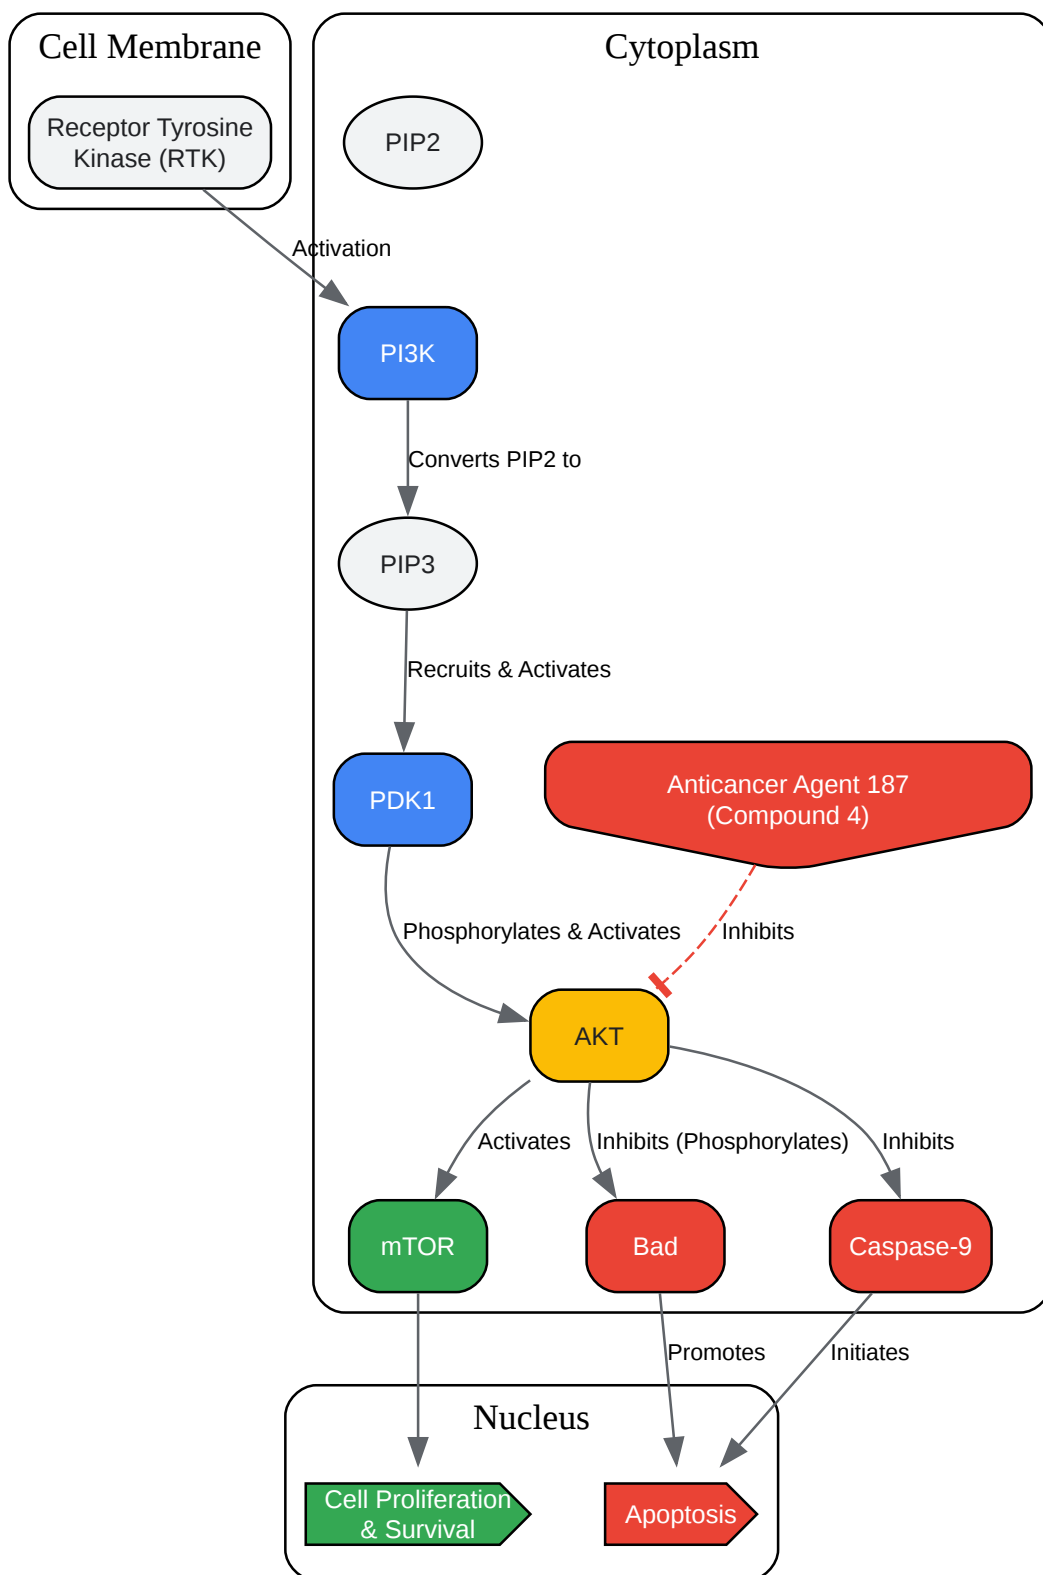 Cell Membrane
Cytoplasm
Receptor Tyrosine
Kinase (RTK)
PIP2
Activation
PI3K
Converts PIP2 to
PIP3
Recruits & Activates
PDK1
Anticancer Agent 187
(Compound 4)
Phosphorylates & Activates
Inhibits
AKT
Activates
Inhibits (Phosphorylates)
Inhibits
mTOR
Bad
Caspase-9
Promotes
Initiates
Nucleus
Cell Proliferation
& Survival
Apoptosis